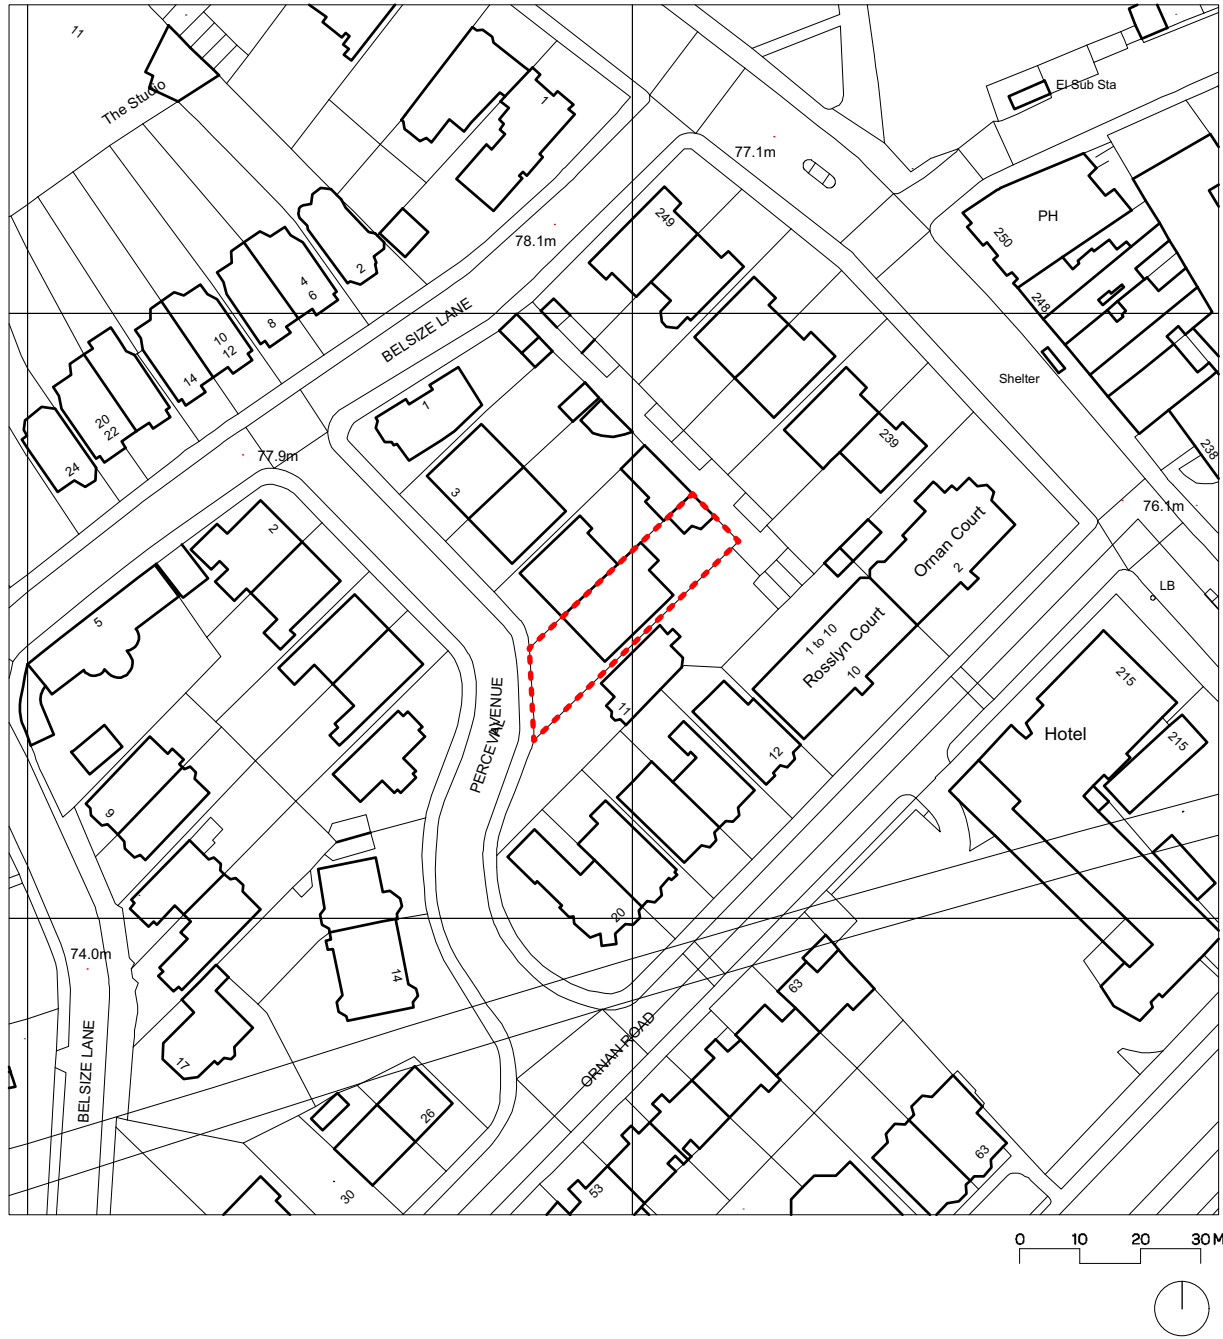 11
The Studio
1
El Sub Sta
77.1m
PH
249
250
78.1m
2
4
6
248
8
BELSIZE LANE
10
12
14
Shelter
1
20
22
239
238
24
77.9m
3
76.1m
2
Ornan Court
2
LB
5
1 to 10
Rosslyn Court
10
215
PERCEVAL AVENUE
11
Hotel
215
12
9
20
74.0m
14
63
17
BELSIZE LANE
ORNAN ROAD
26
63
30
53
0 10 20 30 M